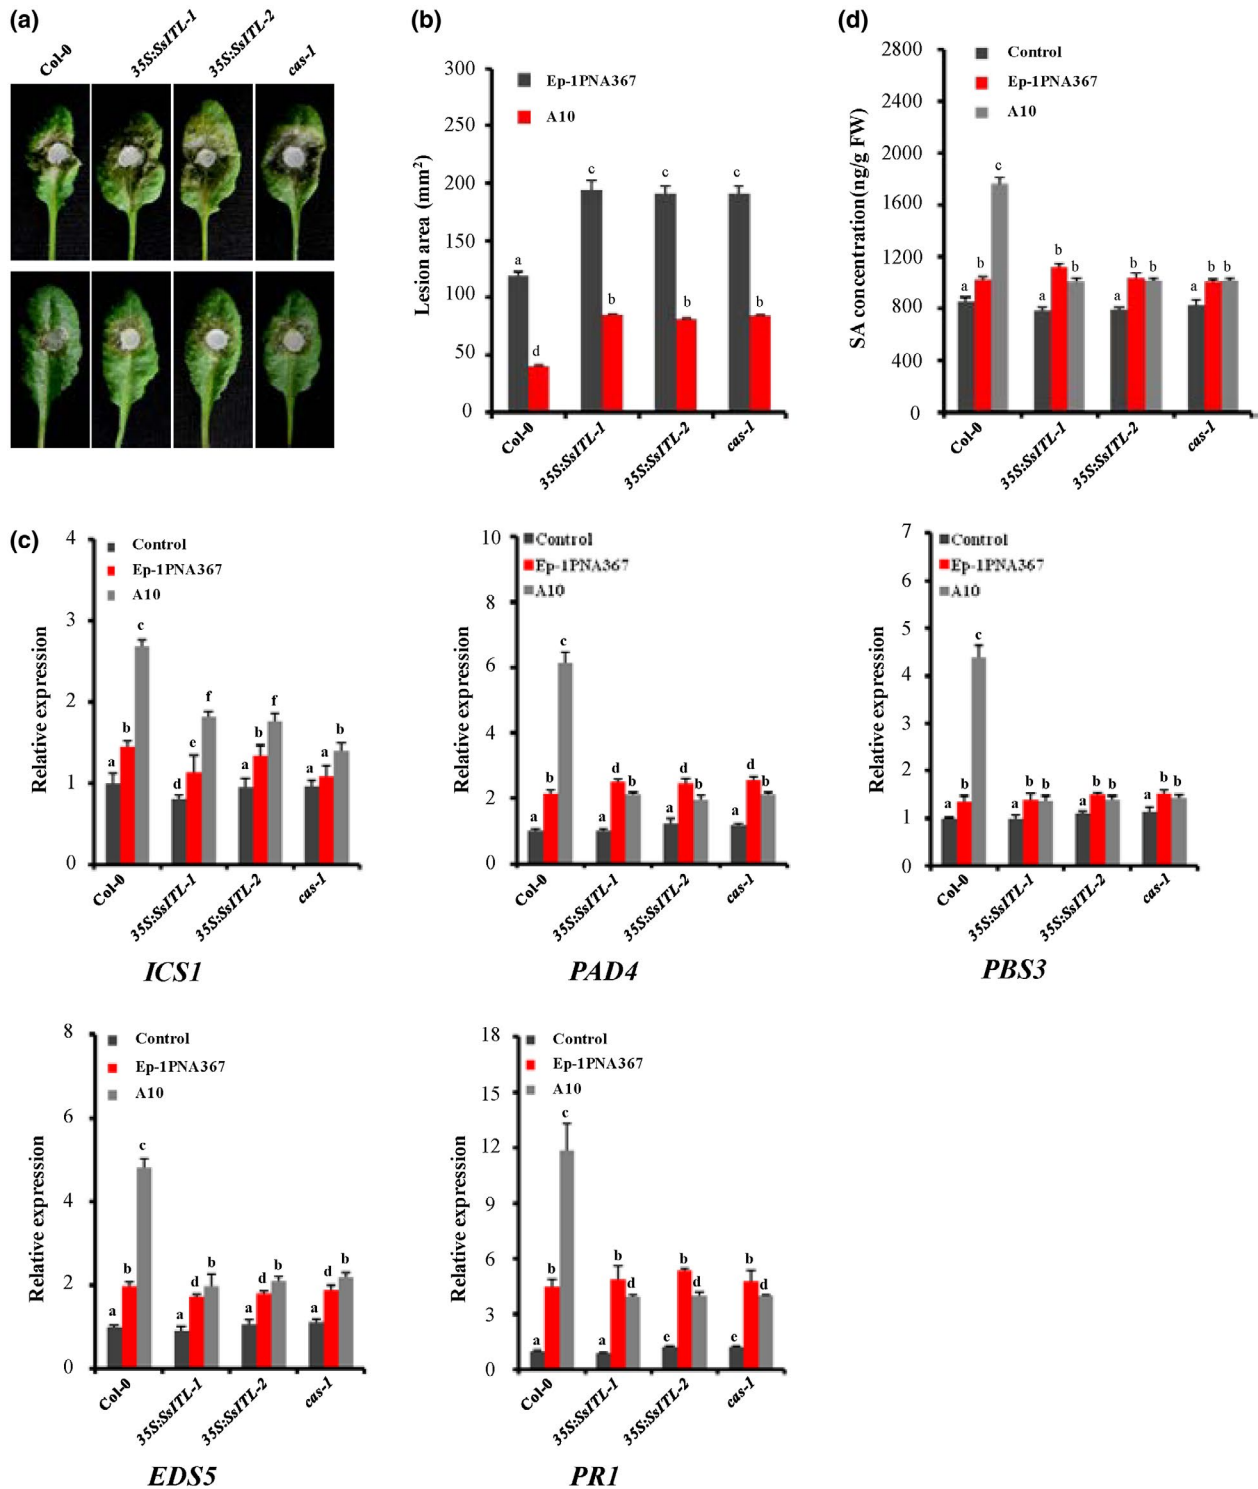 (a)
Col-0
35S:SsITL-1
35S:SsITL-2
cas-1
(b)
Lesion area (mm²)
300
250
200
150
100
50
0
Ep-1PNA367
A10
a
d
c
b
c
b
c
b
Col-0
35S:SsITL-1
35S:SsITL-2
cas-1
(d)
SA concentration(ng/g FW)
2800
2400
2000
1600
1200
800
400
0
Control
Ep-1PNA367
A10
a
b
c
a
b
b
a
b
b
a
b
b
Col-0
35S:SsITL-1
35S:SsITL-2
cas-1
(c)
Relative expression
4
3
2
1
0
Control
Ep-1PNA367
A10
a
b
c
d
e
f
a
b
f
a
a
b
Col-0
35S:SsITL-1
35S:SsITL-2
cas-1
ICS1
Relative expression
10
8
6
4
2
0
Control
Ep-1PNA367
A10
a
b
c
a
d
b
a
d
b
a
d
b
Col-0
35S:SsITL-1
35S:SsITL-2
cas-1
PAD4
Relative expression
7
6
5
4
3
2
1
0
Control
Ep-1PNA367
A10
a
b
c
a
b
b
a
b
b
a
b
b
Col-0
35S:SsITL-1
35S:SsITL-2
cas-1
PBS3
Relative expression
8
6
4
2
0
Control
Ep-1PNA367
A10
a
b
c
a
d
b
a
d
b
a
d
b
Col-0
35S:SsITL-1
35S:SsITL-2
cas-1
EDS5
Relative expression
18
15
12
9
6
3
0
Control
Ep-1PNA367
A10
a
b
c
a
b
d
e
b
d
e
b
d
Col-0
35S:SsITL-1
35S:SsITL-2
cas-1
PR1